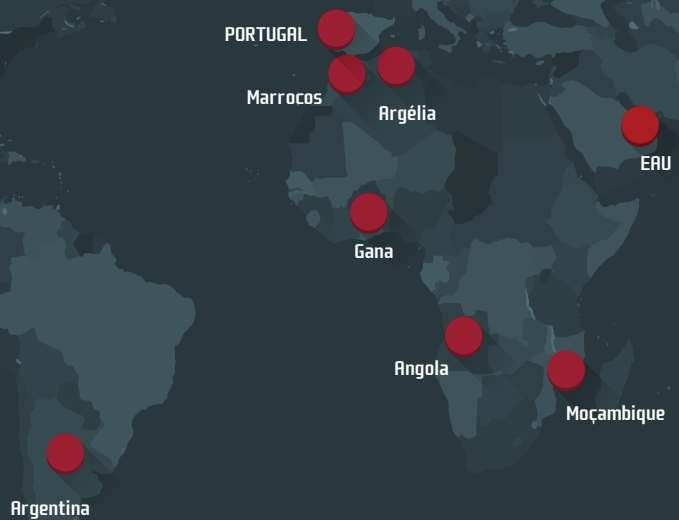 PORTUGAL
Marrocos
Argélia
EAU
Gana
Angola
Moçambique
Argentina